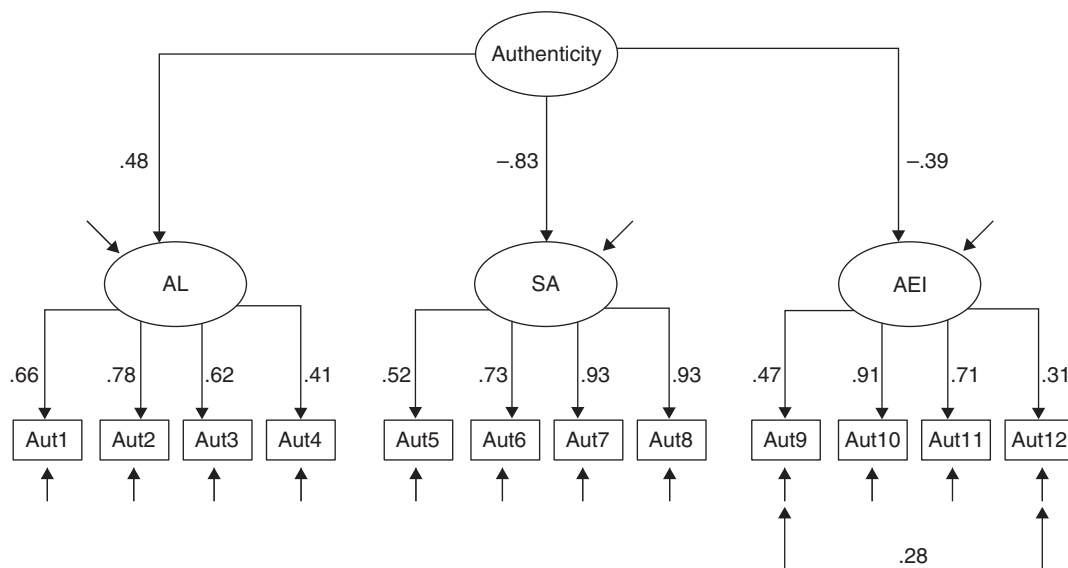 Authenticity
.48 –.83 –.39
AL SA AEI
.66 .78 .62 .41 .52 .73 .93 .93 .47 .91 .71 .31
Aut1 Aut2 Aut3 Aut4 Aut5 Aut6 Aut7 Aut8 Aut9 Aut10 Aut11 Aut12
.28